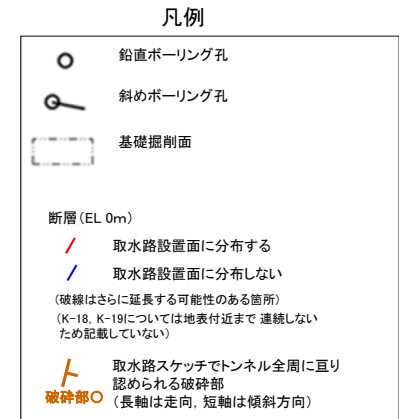 凡例
鉛直ボーリング孔
斜めボーリング孔
基礎掘削面
断層(EL 0m)
取水路設置面に分布する
取水路設置面に分布しない
(破線はさらに延長する可能性のある箇所)
(K-18, K-19については地表付近まで 連続しない
ため記載していない)
取水路スケッチでトンネル全周に亘り
認められる破砕部
(長軸は走向, 短軸は傾斜方向)
破砕部○